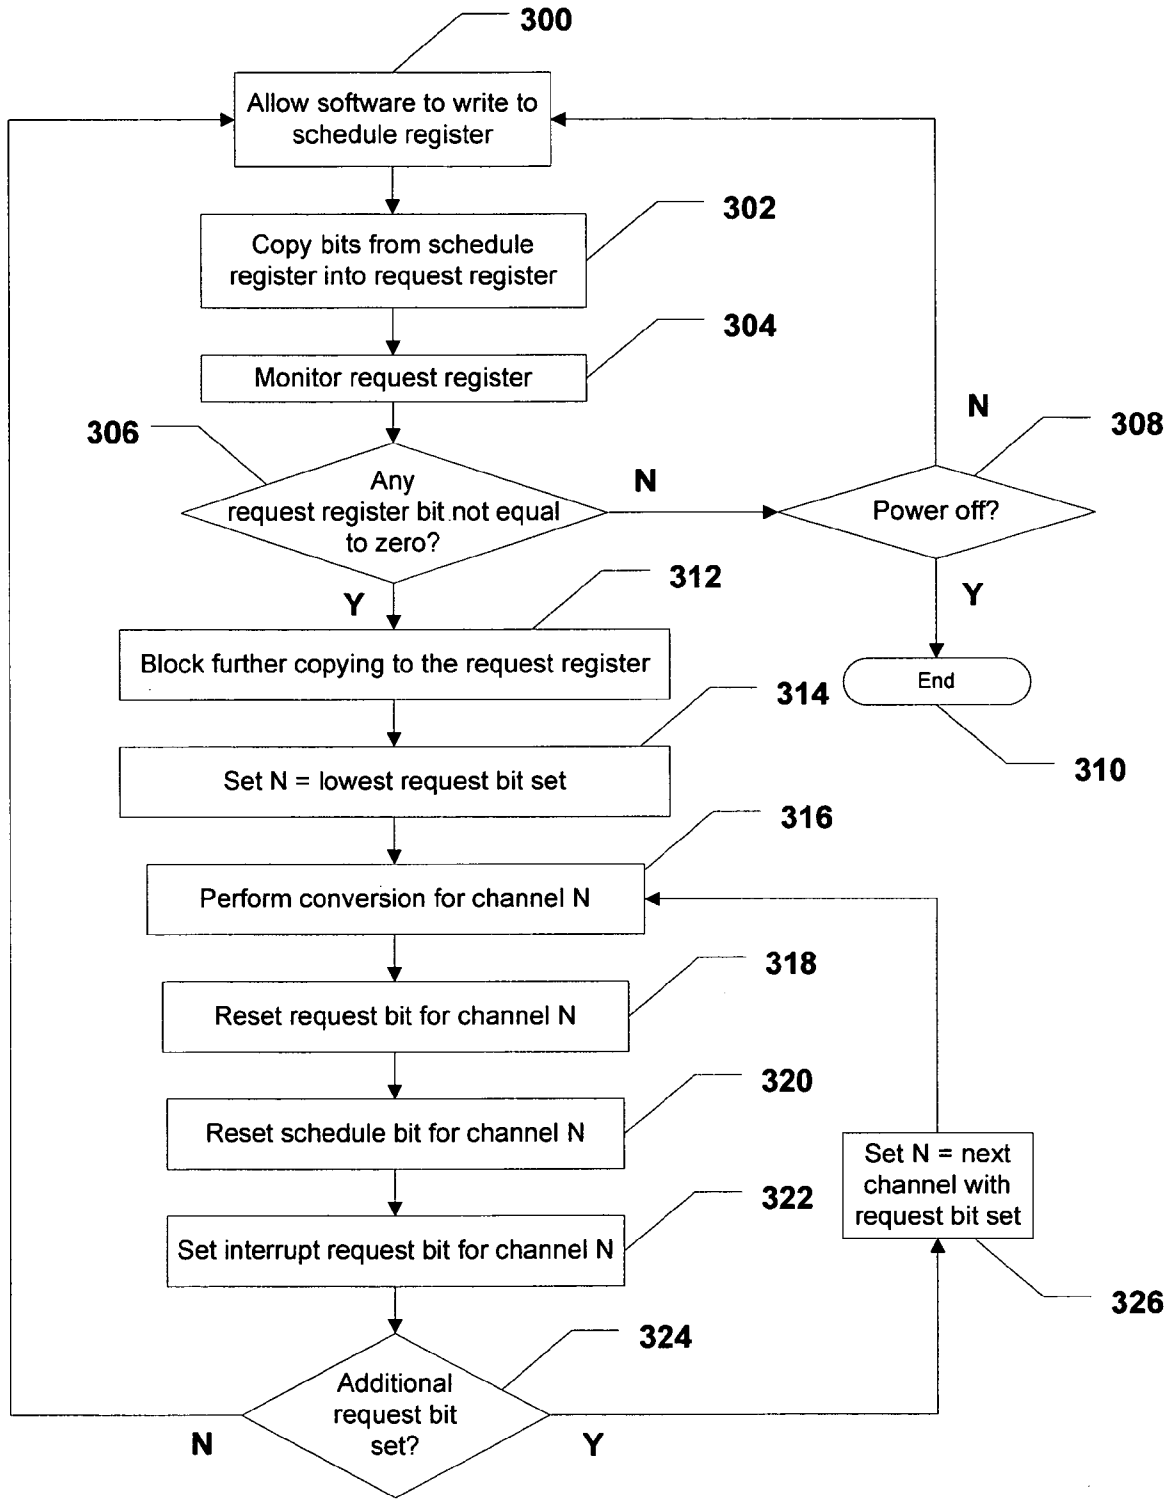 300
Allow software to write to
schedule register
302
Copy bits from schedule
register into request register
304
Monitor request register
306
Any
request register bit not equal
to zero?
N
N
308
Power off?
Y
Y
312
Block further copying to the request register
End
310
314
Set N = lowest request bit set
316
Perform conversion for channel N
318
Reset request bit for channel N
320
Reset schedule bit for channel N
322
Set interrupt request bit for channel N
Set N = next
channel with
request bit set
326
324
Additional
request bit
set?
N
Y